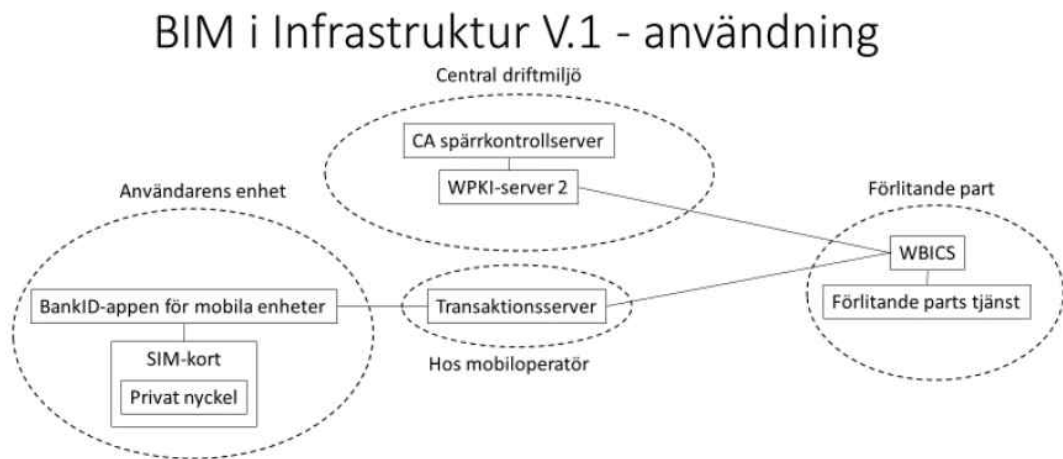 BIM i Infrastruktur V.1 - användning
Central driftmiljö
CA spärrkontrollserver
WPKI-server 2
Användarens enhet
Förlitande part
WBICS
BankID-appen för mobila enheter
Transaktionsserver
Förlitande parts tjänst
SIM-kort
Hos mobiloperatör
Privat nyckel